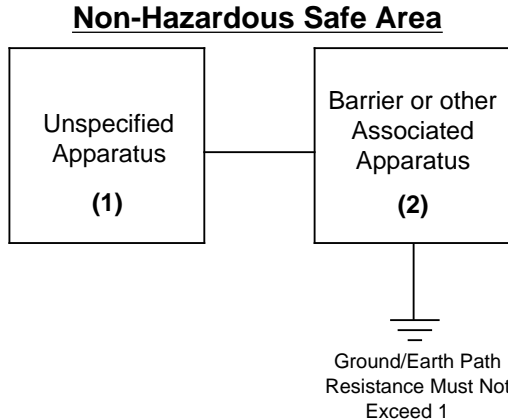 Non-Hazardous Safe Area
Unspecified
Apparatus
(1)
Barrier or other
Associated
Apparatus
(2)
Ground/Earth Path
Resistance Must Not
Exceed 1